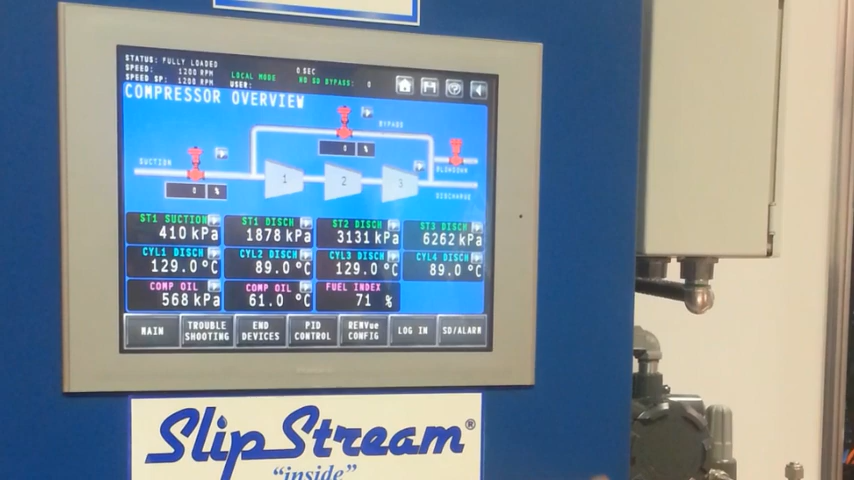 STATUS: FULLY LOADED
SPEED: 1200 RPM
SPEED SP: 1200 RPM
LOCAL MODE
USER:
0 SEC
NO SD BYPASS: 0
COMPRESSOR OVERVIEW
BYPASS
0 %
SUCTION
0 %
1
2
3
BLOWDOWN
DISCHARGE
ST1 SUCTION
410 kPa
ST1 DISCH
1878 kPa
ST2 DISCH
3131 kPa
ST3 DISCH
6262 kPa
CYL1 DISCH
129.0 °C
CYL2 DISCH
89.0 °C
CYL3 DISCH
129.0 °C
CYL4 DISCH
89.0 °C
COMP OIL
568 kPa
COMP OIL
61.0 °C
FUEL INDEX
71 %
MAIN
TROUBLE
SHOOTING
END
DEVICES
PID
CONTROL
REMVue
CONFIG
LOG IN
SD/ALARM
SlipStream®
"inside"